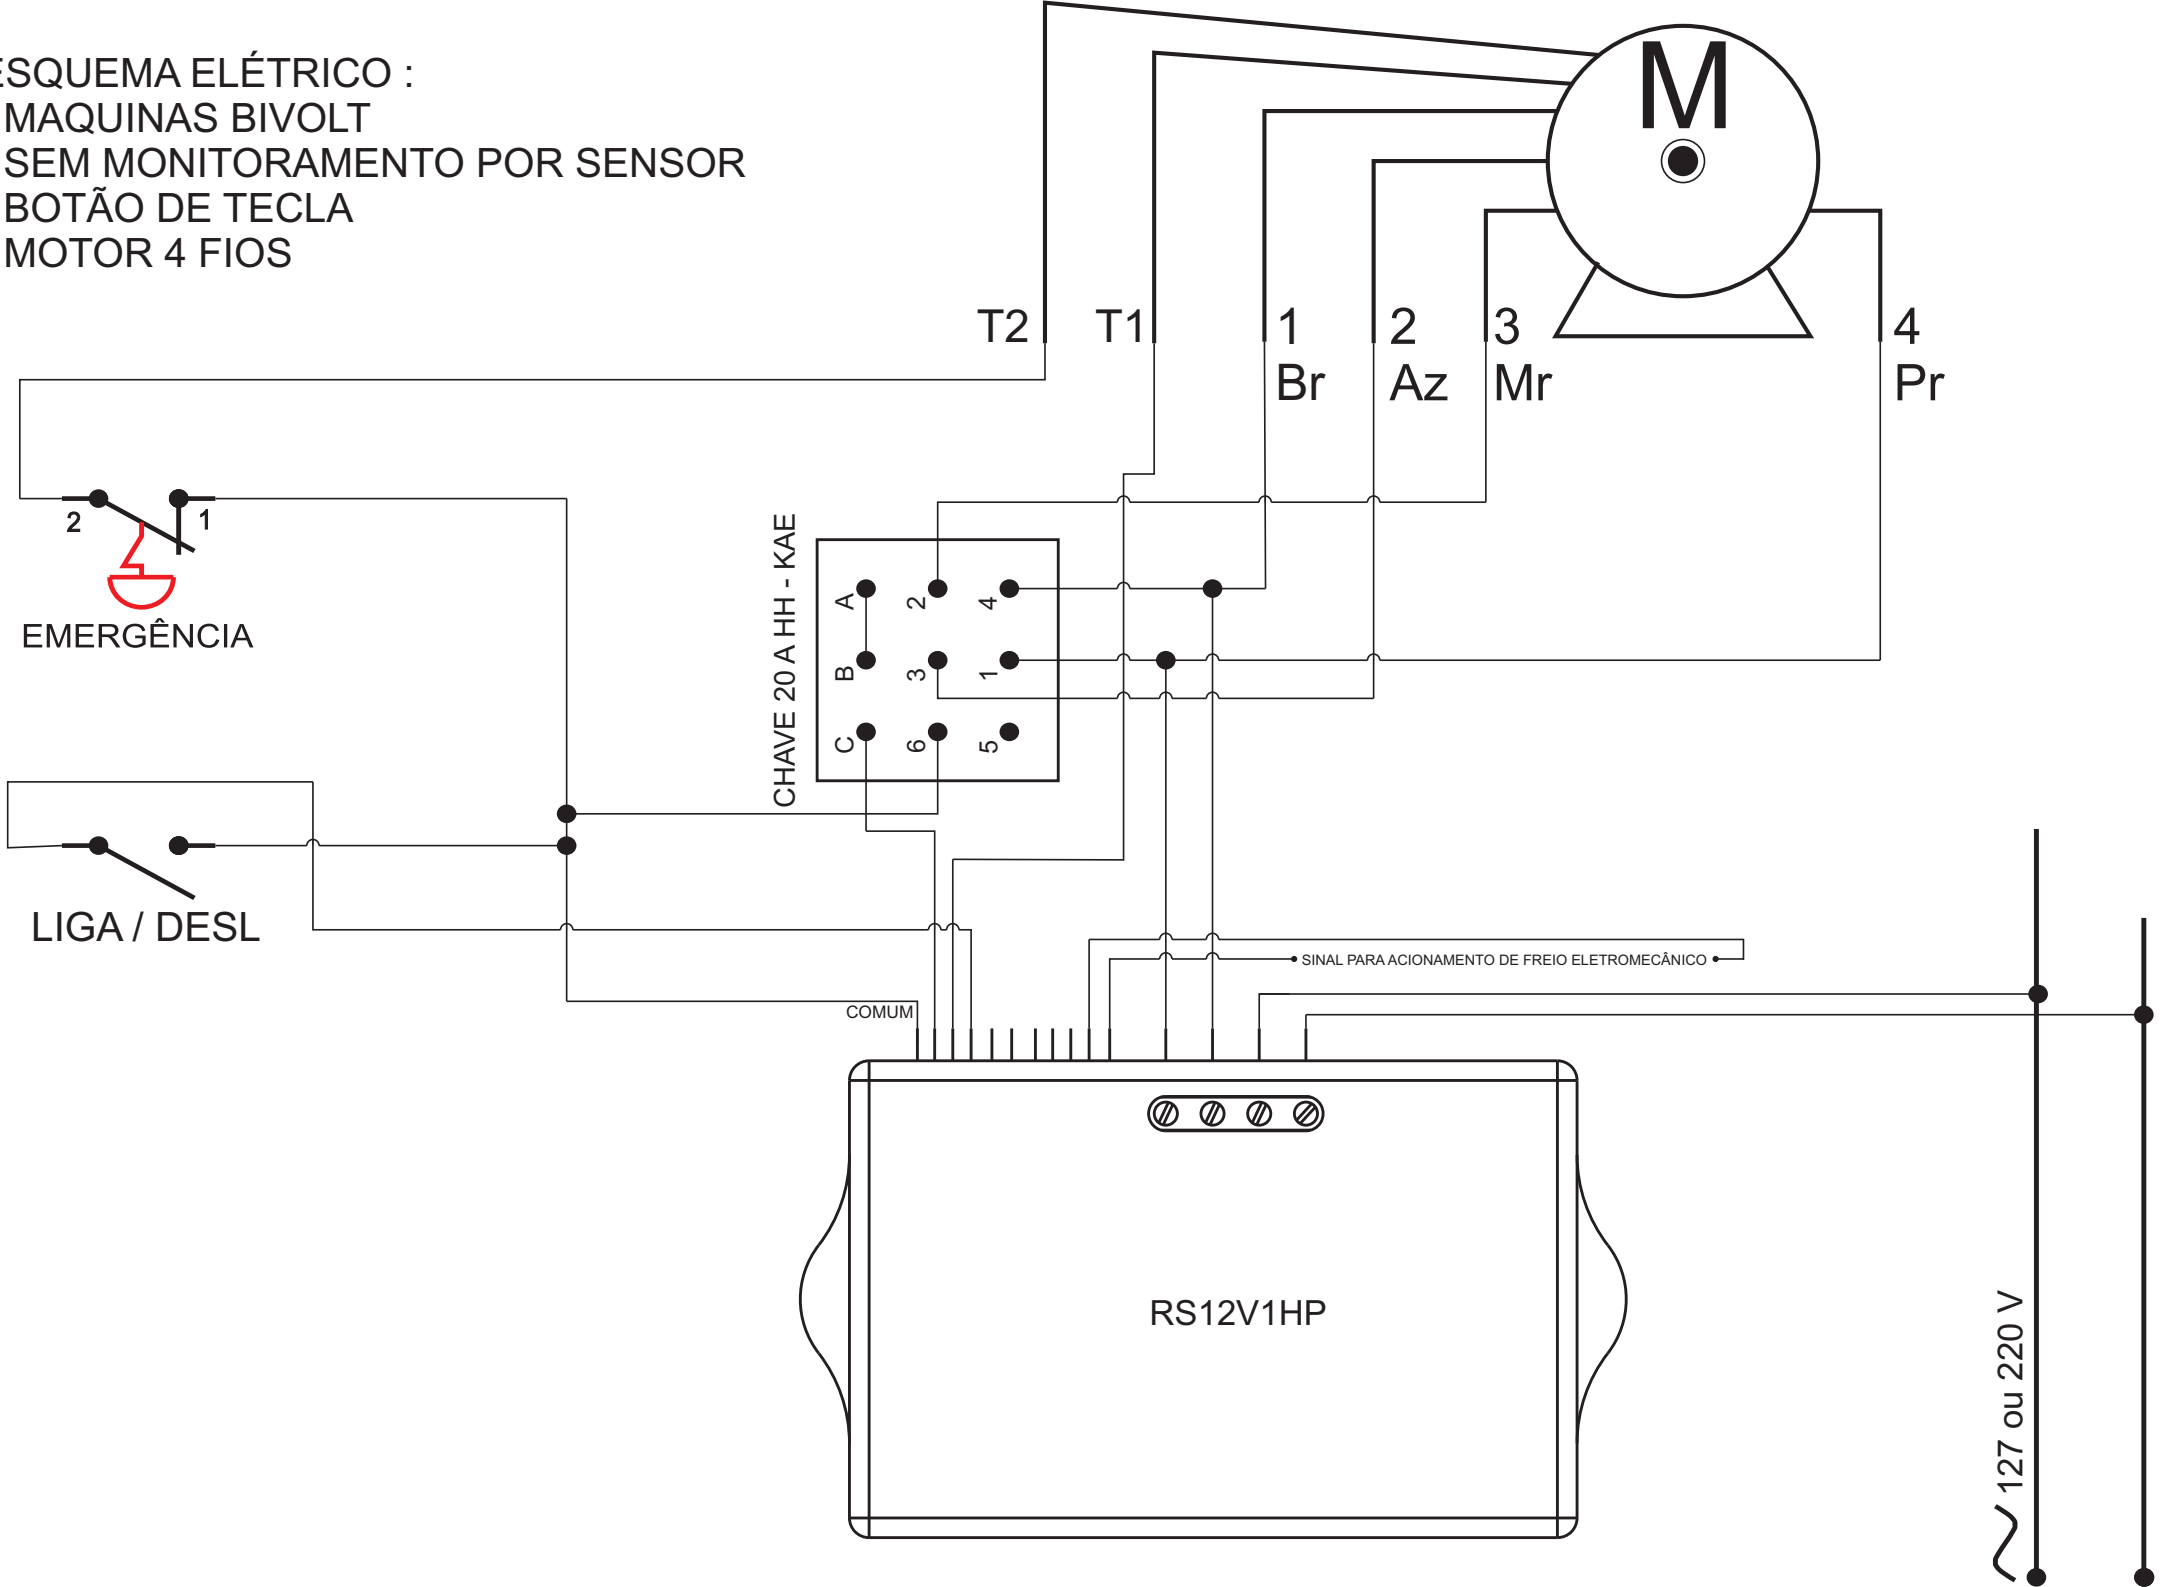 ESQUEMA ELÉTRICO :
MAQUINAS BIVOLT
SEM MONITORAMENTO POR SENSOR
BOTÃO DE TECLA
MOTOR 4 FIOS
M
T2
T1
1
2
3
4
Br
Az
Mr
Pr
2
1
EMERGÊNCIA
CHAVE 20 A HH - KAE
A
2
4
B
3
1
C
6
5
LIGA / DESL
SINAL PARA ACIONAMENTO DE FREIO ELETROMECÂNICO
COMUM
RS12V1HP
127 ou 220 V